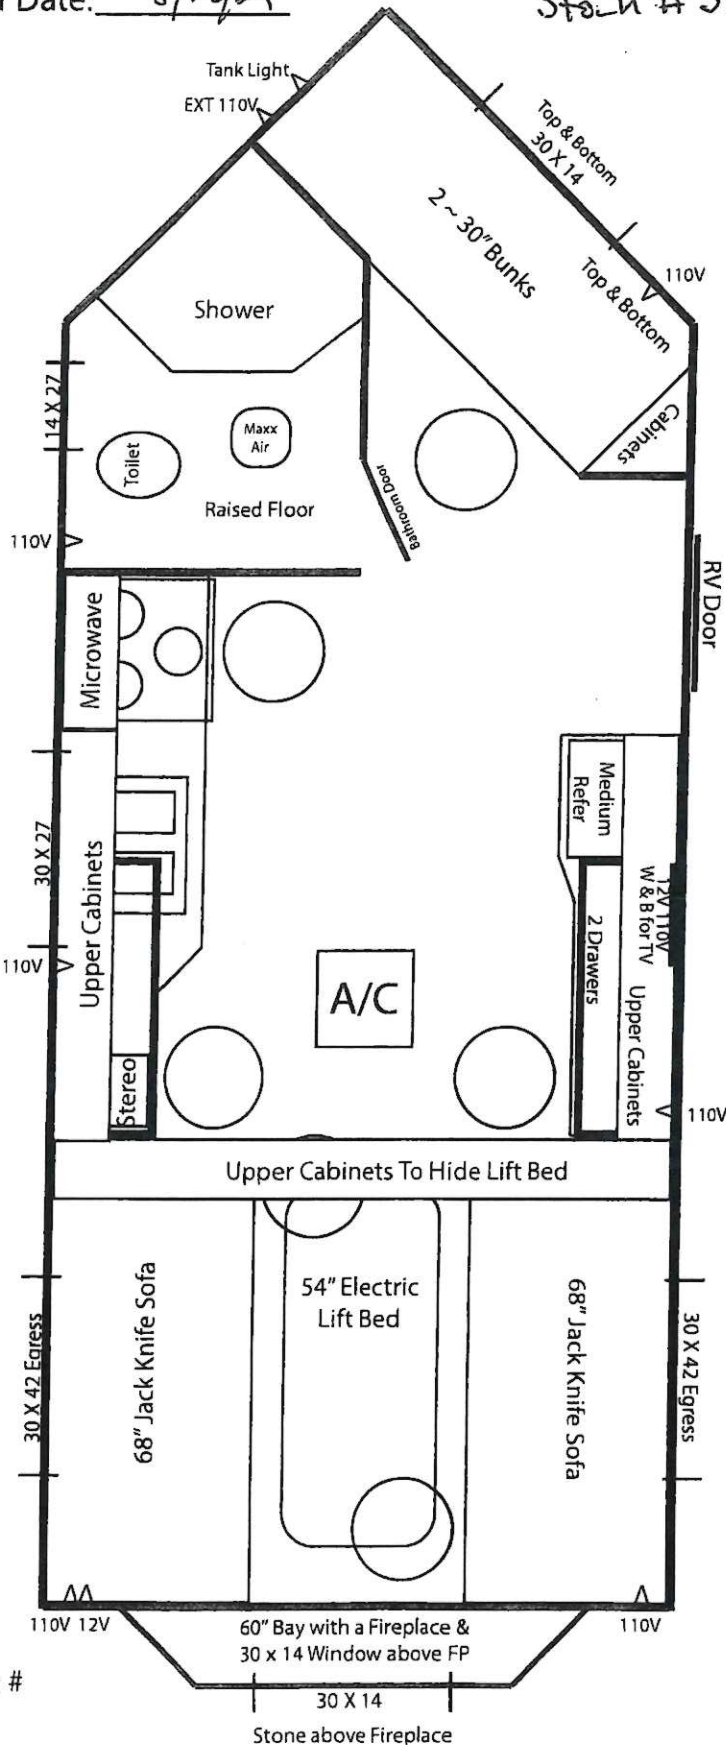 Date:
Stock #
Tank Light
EXT 110V
Top & Bottom
30 X 14
2 ~ 30" Bunks
Top & Bottom
110V
Shower
14 X 27
Cabinets
Toilet
Maxx
Air
Raised Floor
Bathroom Door
110V
RV Door
Microwave
Medium
Refer
30 X 27
Upper Cabinets
12V 110V
W & B for TV
2 Drawers
110V
A/C
Upper Cabinets
Stereo
110V
Upper Cabinets To Hide Lift Bed
54" Electric
Lift Bed
68" Jack Knife Sofa
68" Jack Knife Sofa
30 X 42 Egress
30 X 42 Egress
110V 12V
60" Bay with a Fireplace &
30 x 14 Window above FP
110V
#
30 X 14
Stone above Fireplace